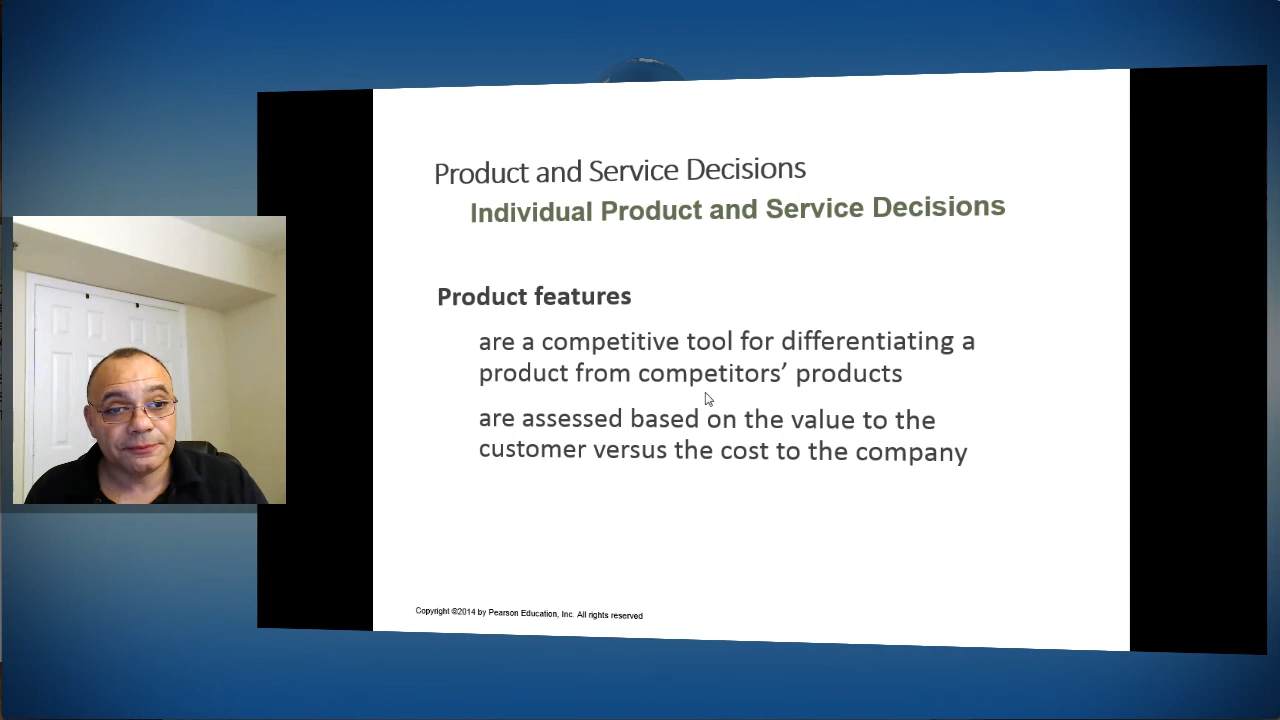 Product and Service Decisions
Individual Product and Service Decisions
Product features
are a competitive tool for differentiating a
product from competitors’ products
are assessed based on the value to the
customer versus the cost to the company
Copyright ©2014 by Pearson Education, Inc. All rights reserved